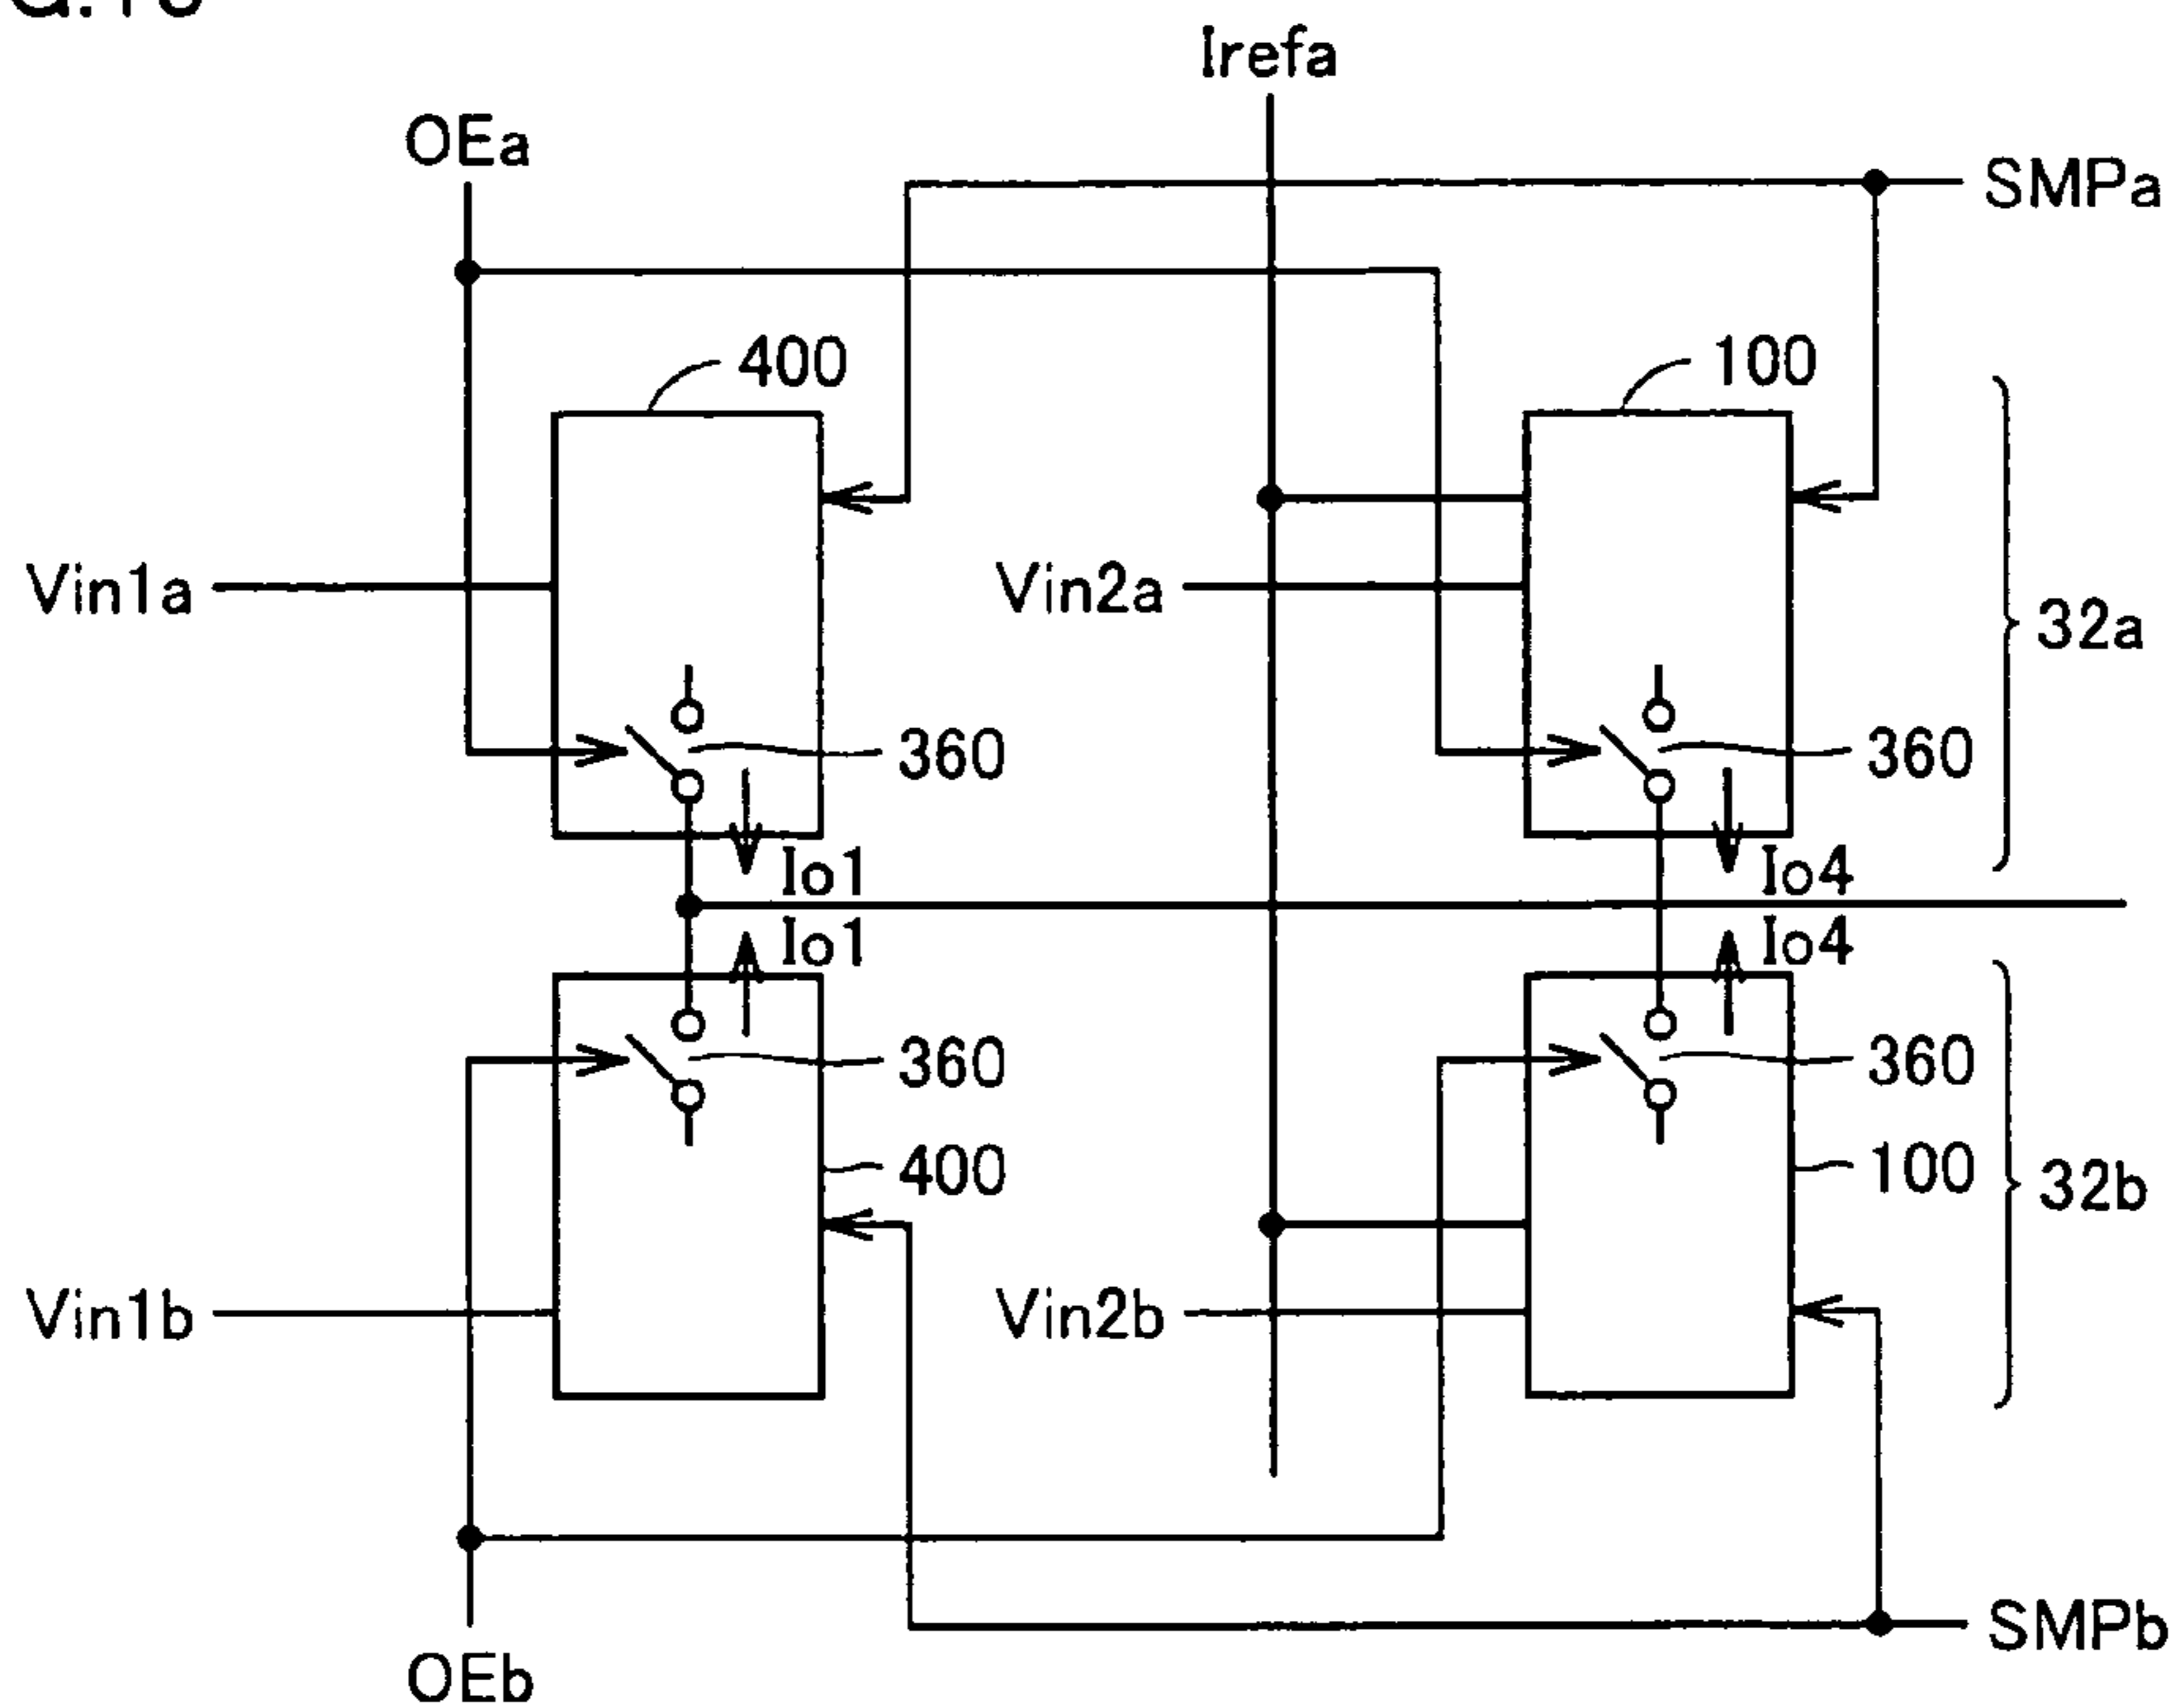 Irefa
OEa
SMPa
400
100
Vin1a
Vin2a
32a
360
360
Io1
Io4
Io1
Io4
360
360
400
100
32b
Vin1b
Vin2b
SMPb
OEb